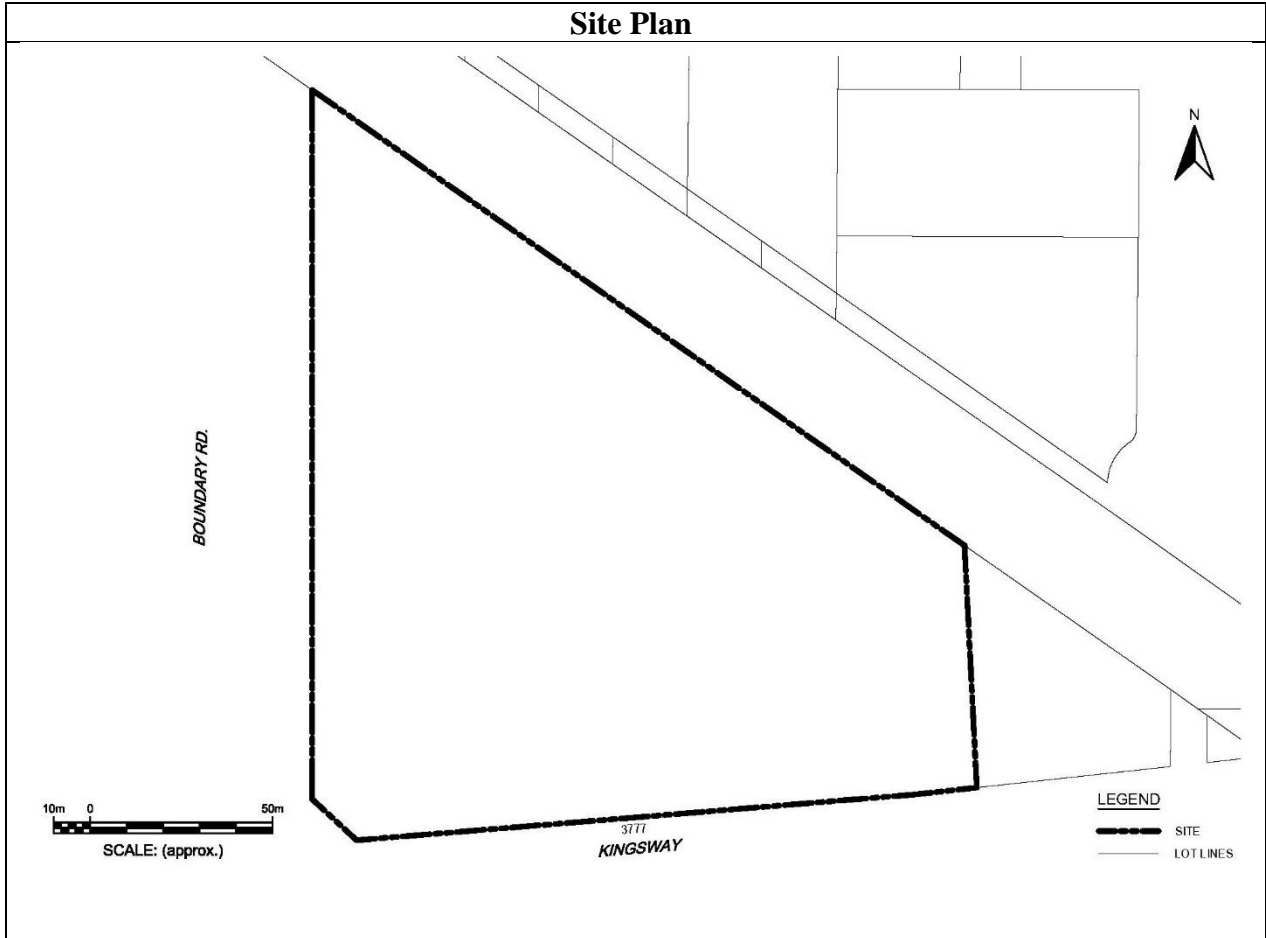 Site Plan
N
BOUNDARY RD.
10m 0 50m
SCALE: (approx.)
3777
KINGSWAY
LEGEND
SITE
LOT LINES